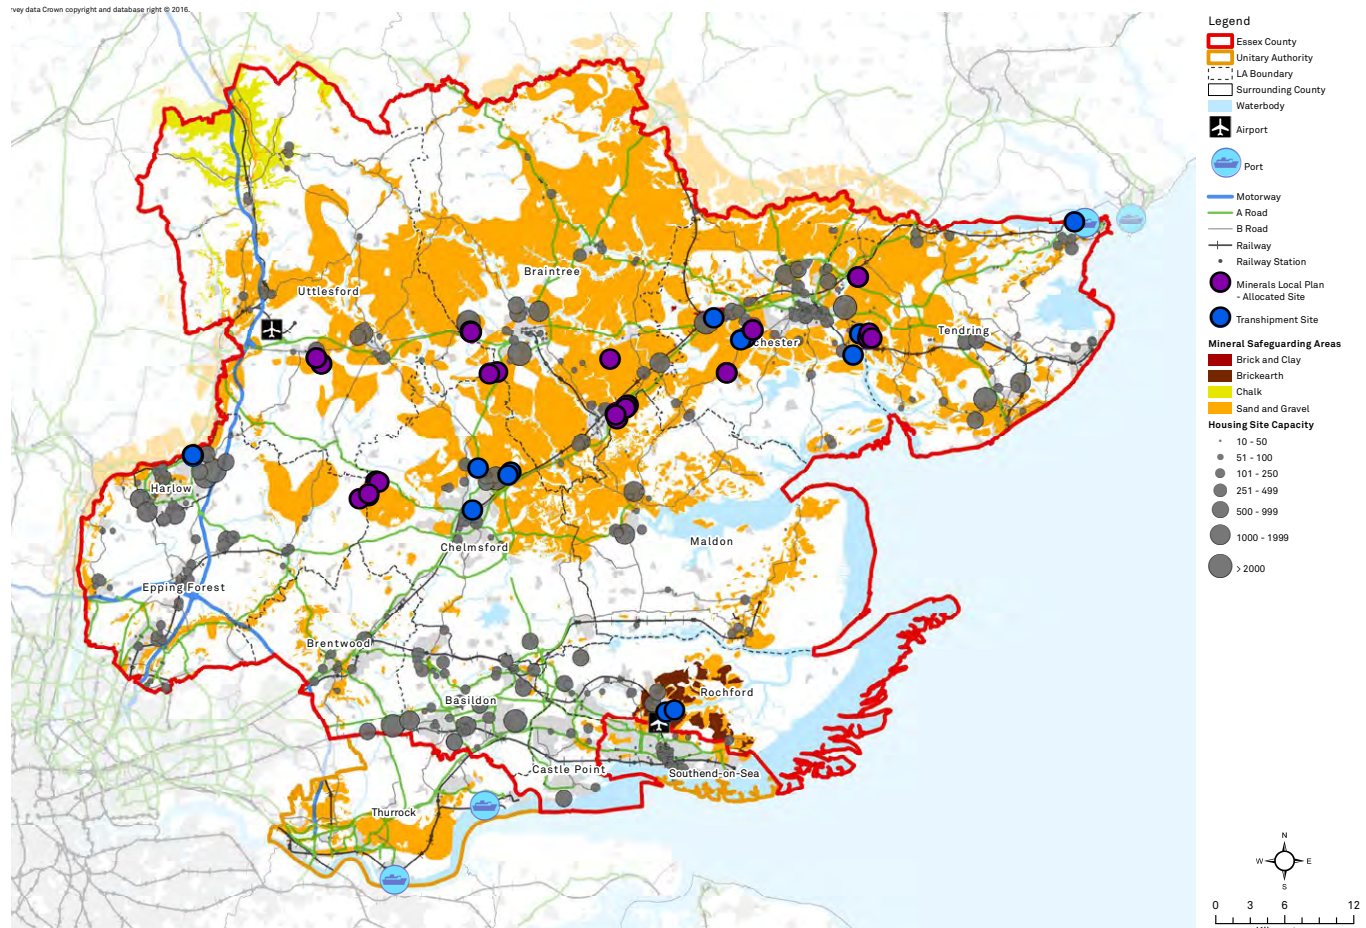 vey data Crown copyright and database right © 2016.
Legend
Essex County
Unitary Authority
LA Boundary
Surrounding County
Waterbody
Airport
Port
Motorway
A Road
B Road
Railway
Railway Station
Minerals Local Plan
- Allocated Site
Transhipment Site
Mineral Safeguarding Areas
Brick and Clay
Brickearth
Chalk
Sand and Gravel
Housing Site Capacity
10 - 50
51 - 100
101 - 250
251 - 499
500 - 999
1000 - 1999
> 2000
Braintree
Uttlesford
Tendring
chester
Harlow
Chelmsford
Maldon
Epping Forest
Brentwood
Rochford
Basildon
Castle Point
Southend-on-Sea
Thurrock
N
W E
S
0 3 6 12